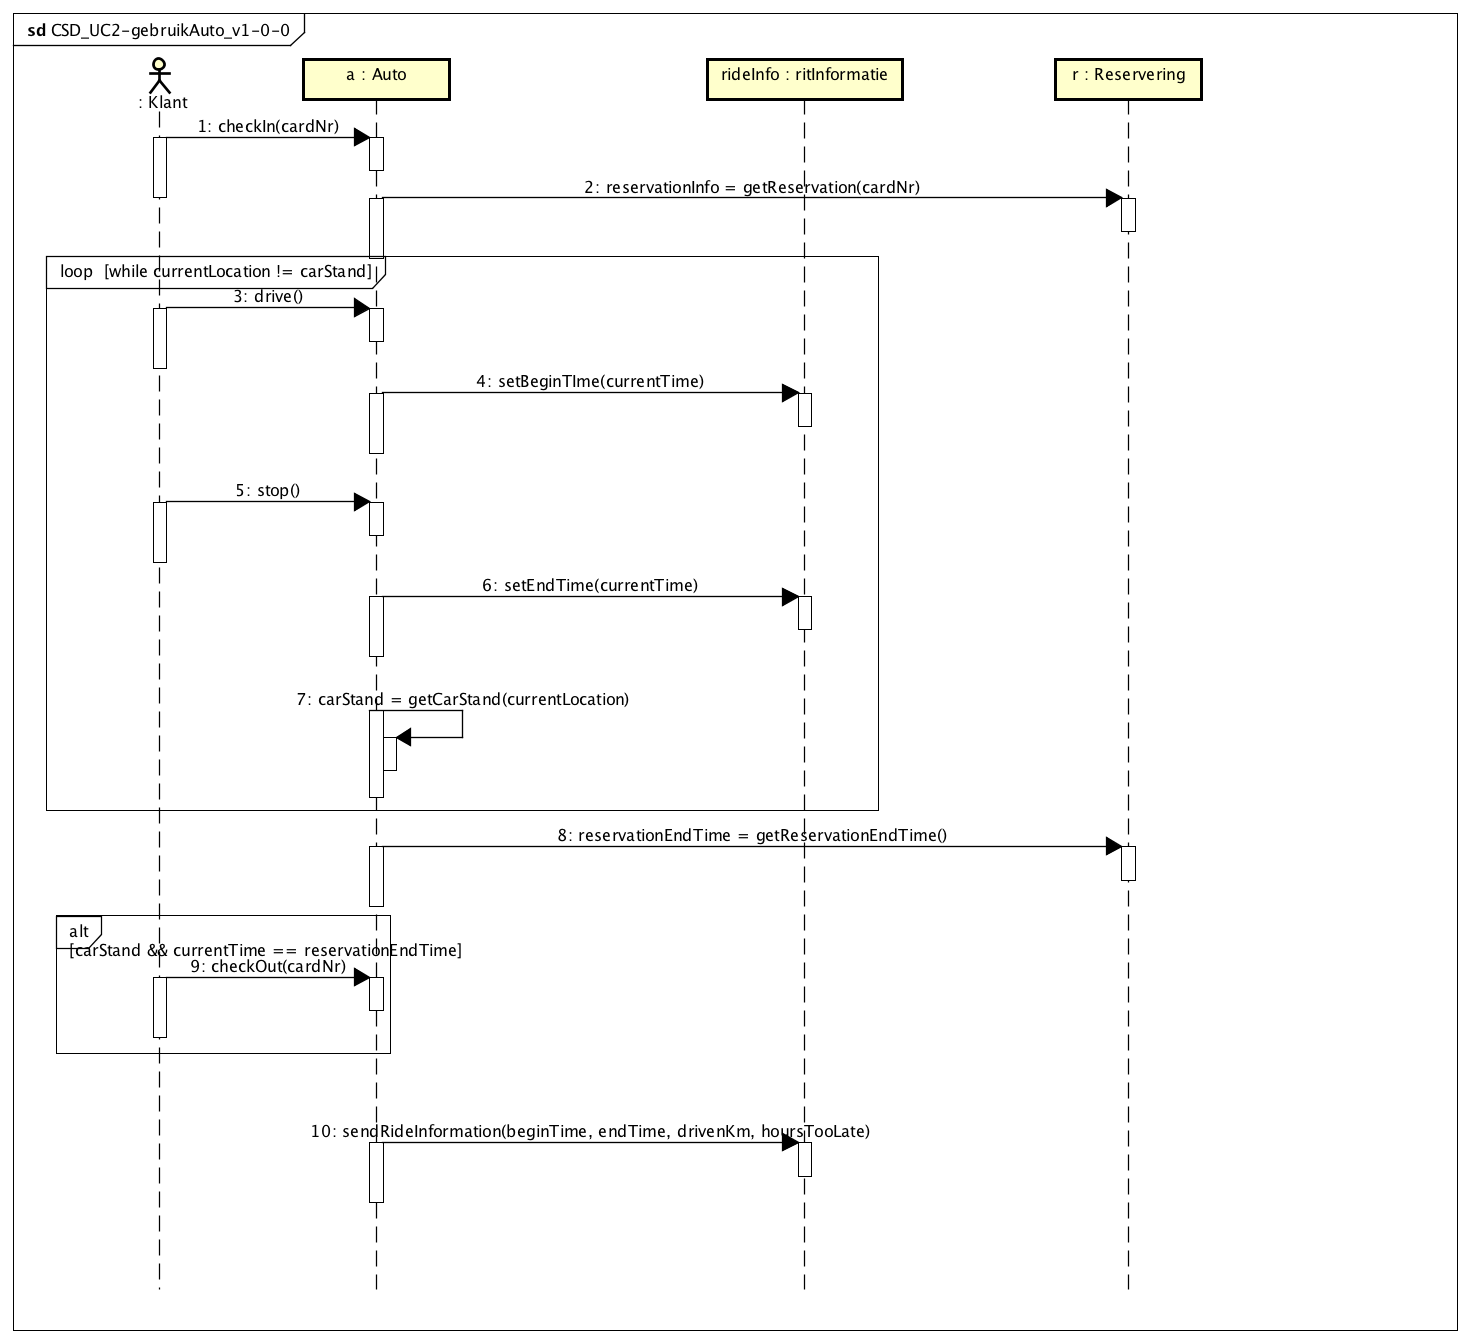 sd CSD_UC2-gebruikAuto_v1-0-0
: Klant
a : Auto
rideInfo : ritInformatie
r : Reservering
1: checkIn(cardNr)
2: reservationInfo = getReservation(cardNr)
loop [while currentLocation != carStand]
3: drive()
4: setBeginTIme(currentTime)
5: stop()
6: setEndTime(currentTime)
7: carStand = getCarStand(currentLocation)
8: reservationEndTime = getReservationEndTime()
alt
[carStand && currentTime == reservationEndTime]
9: checkOut(cardNr)
10: sendRideInformation(beginTime, endTime, drivenKm, hoursTooLate)